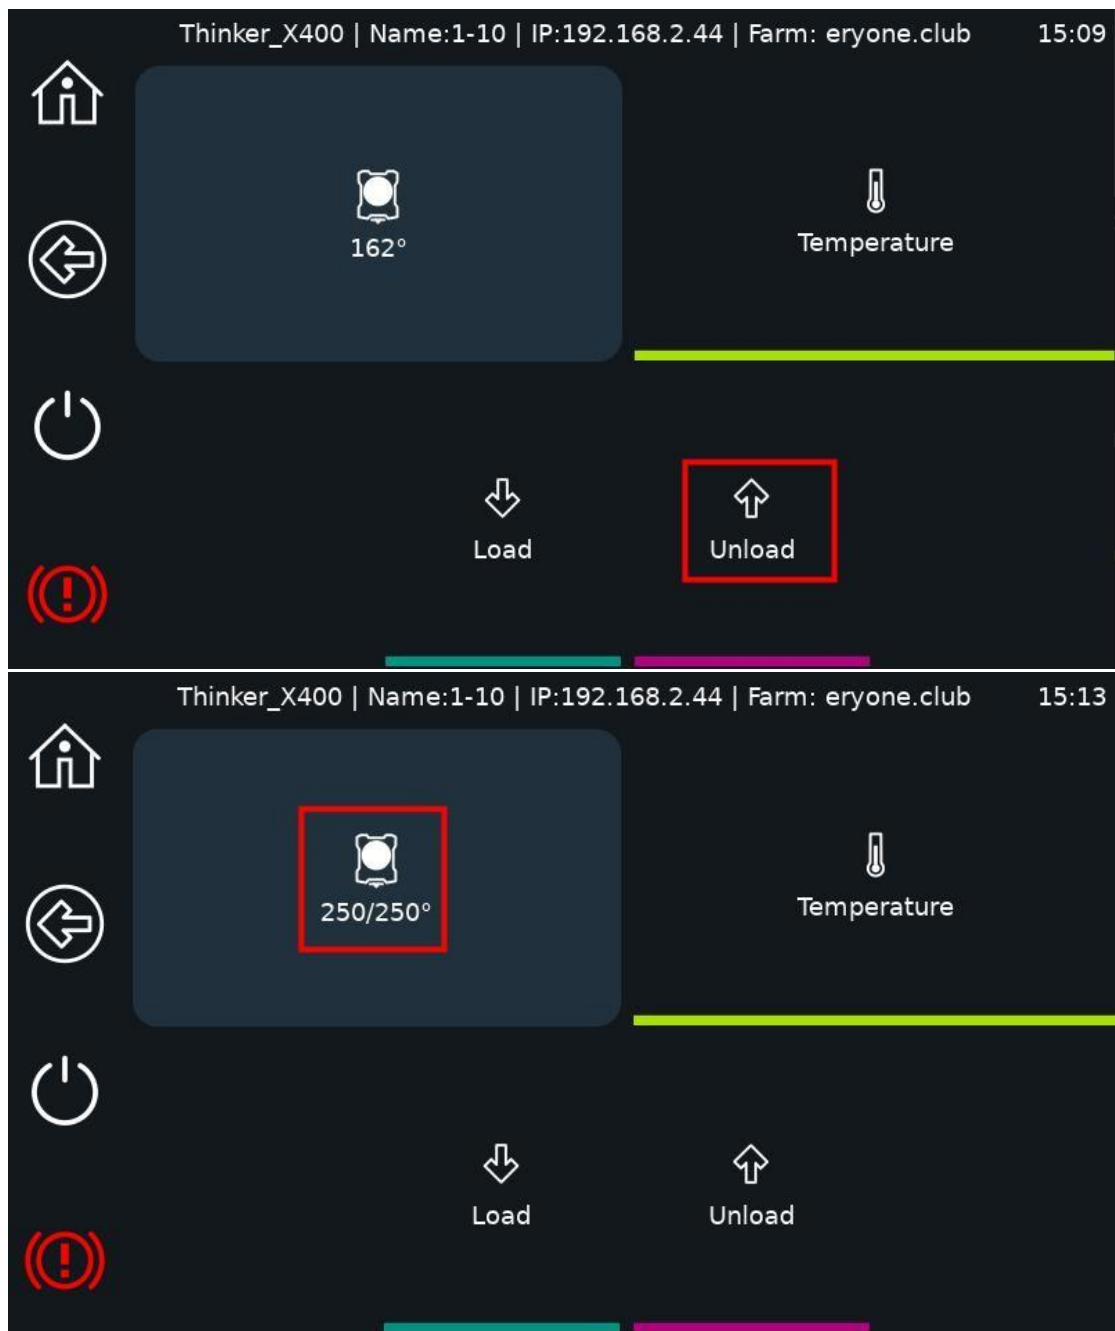 Thinker_X400 | Name:1-10 | IP:192.168.2.44 | Farm: eryone.club 15:09
162°
Temperature
Load
Unload
Thinker_X400 | Name:1-10 | IP:192.168.2.44 | Farm: eryone.club 15:13
250/250°
Temperature
Load
Unload